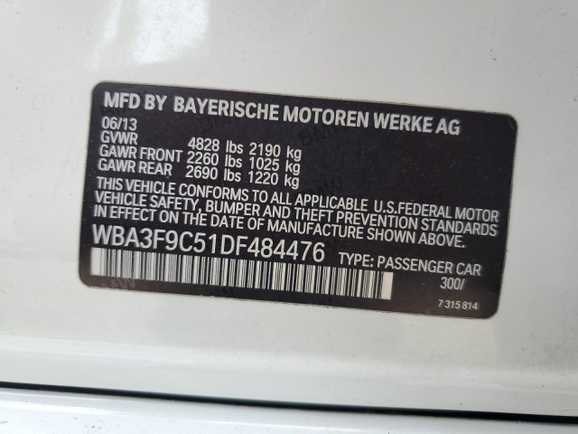 MFD BY BAYERISCHE MOTOREN WERKE AG
06/13
GVWR 4828 lbs 2190 kg
GAWR FRONT 2260 lbs 1025 kg
GAWR REAR 2690 lbs 1220 kg
THIS VEHICLE CONFORMS TO ALL APPLICABLE U.S.FEDERAL MOTOR
VEHICLE SAFETY, BUMPER AND THEFT PREVENTION STANDARDS
IN EFFECT ON THE DATE OF MANUFACTURE SHOWN ABOVE.
WBA3F9C51DF484476
TYPE: PASSENGER CAR
300/
7 315 814